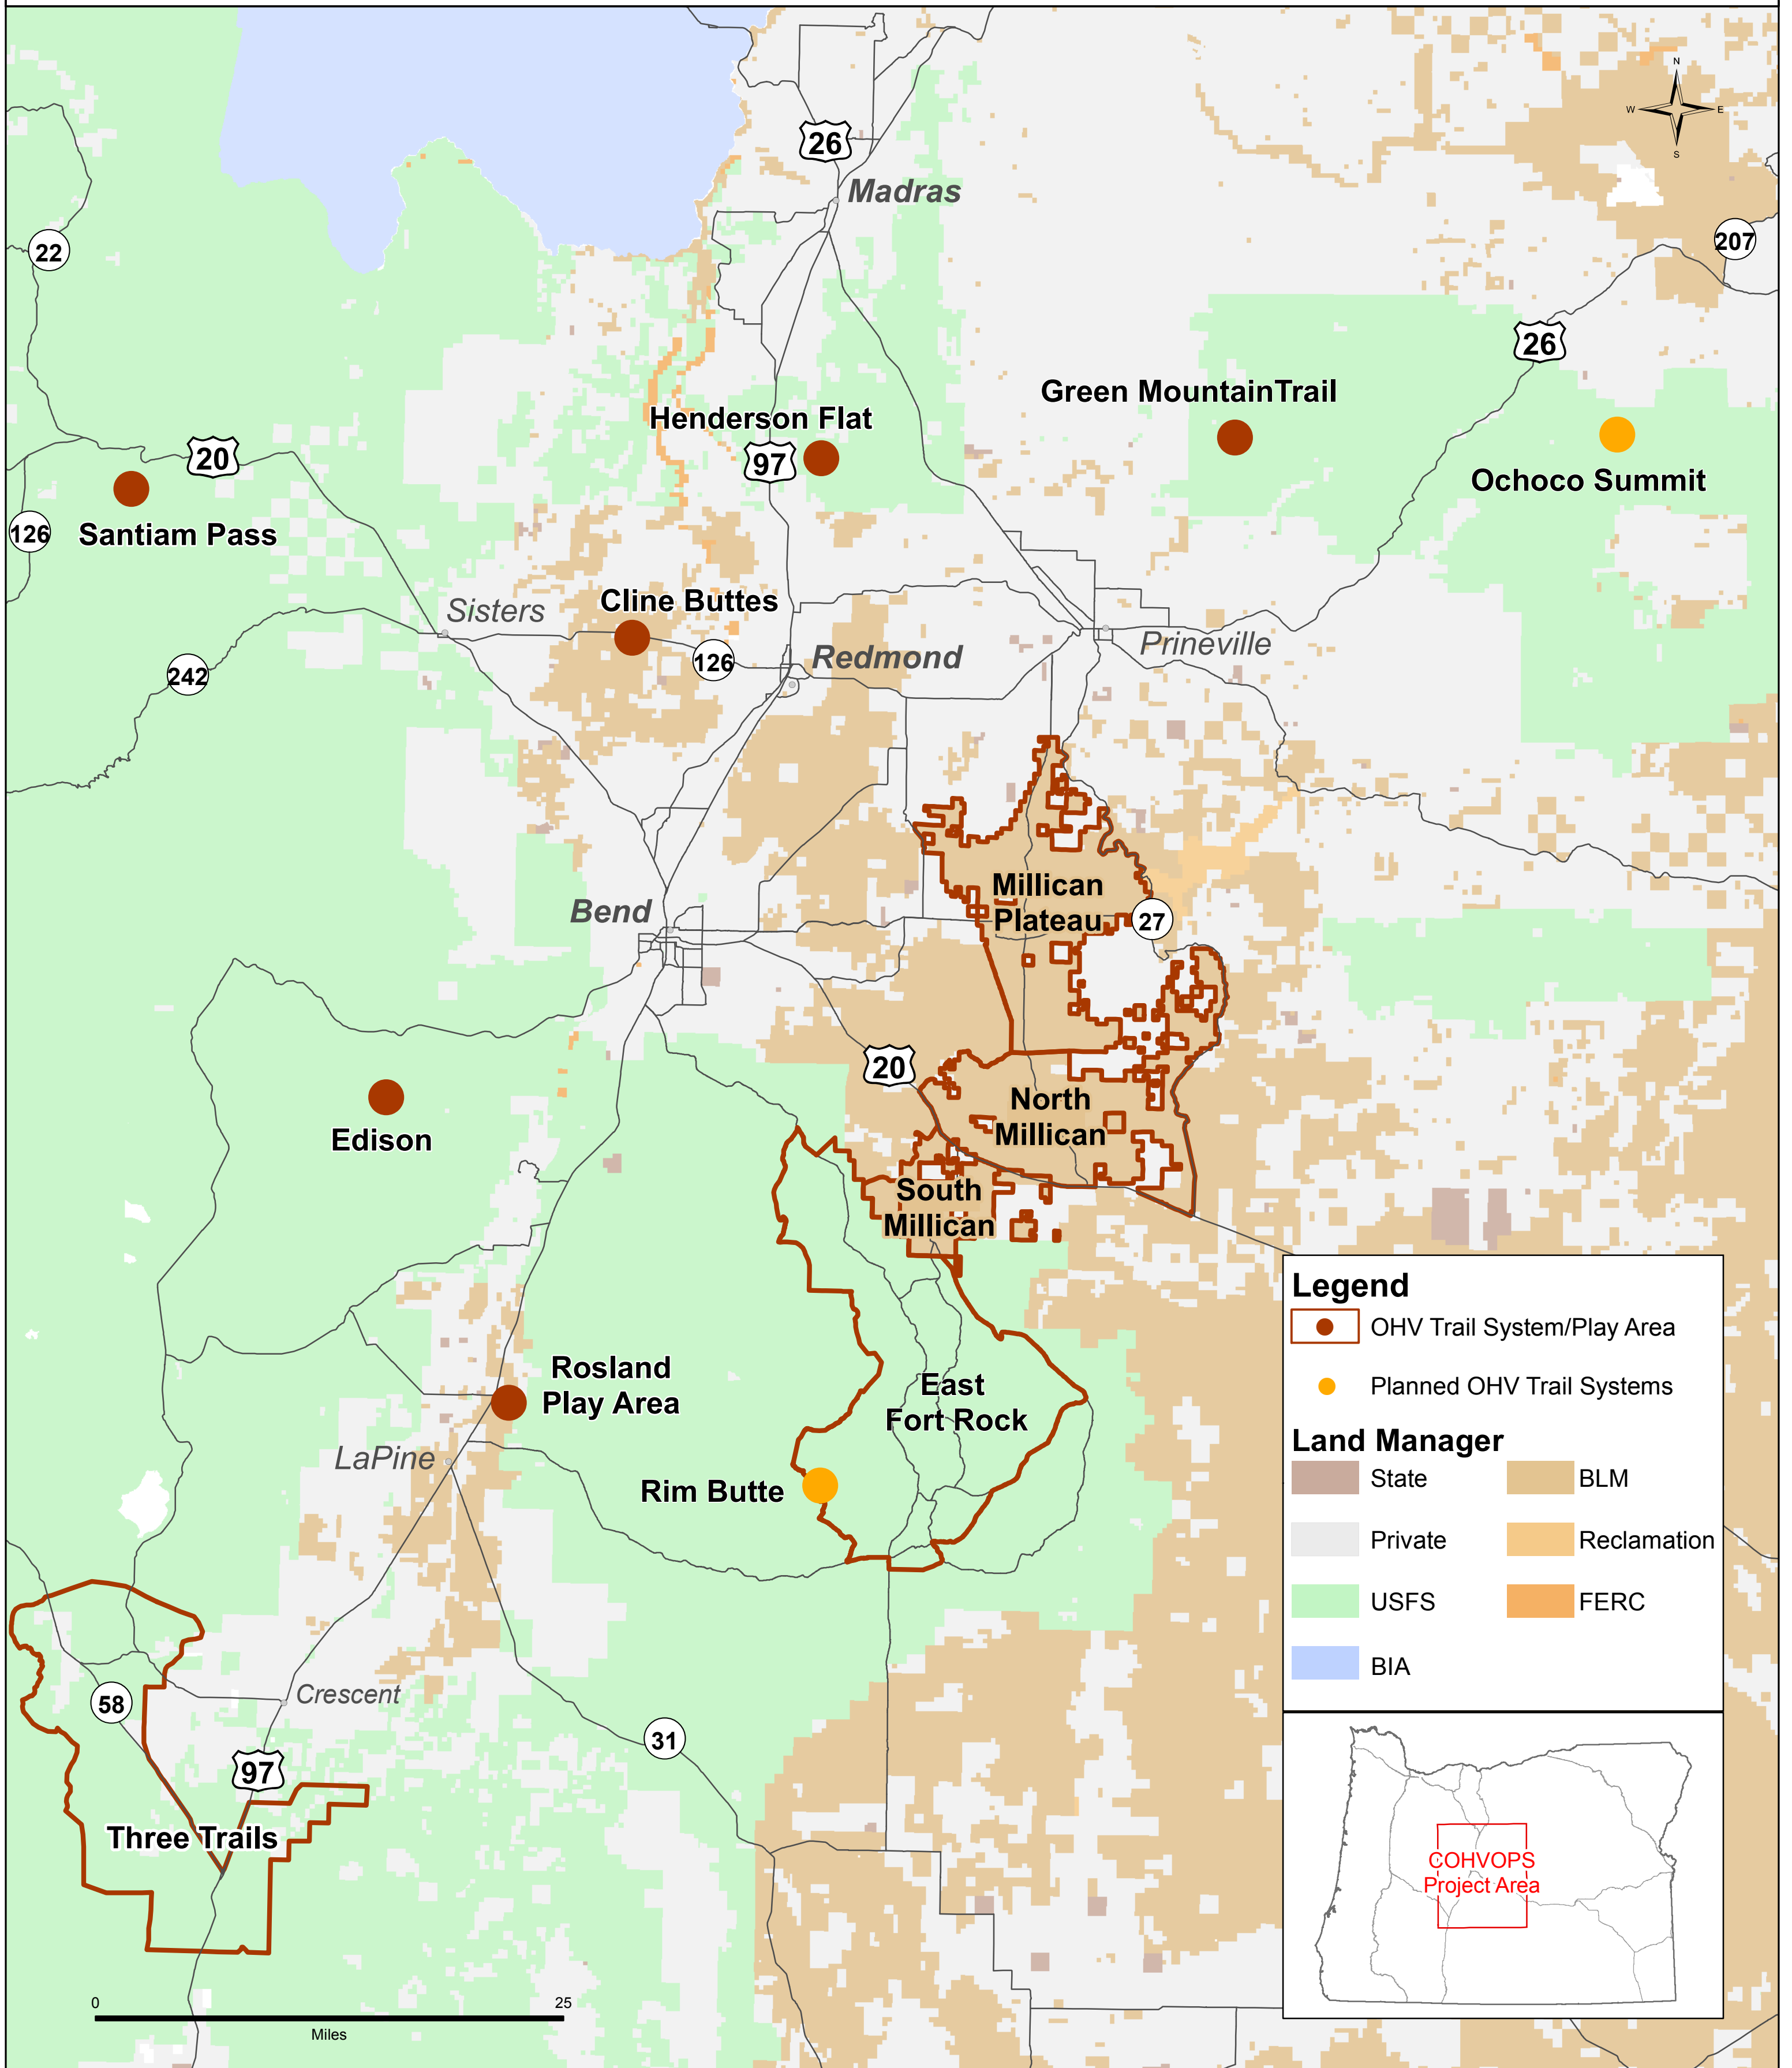 N
W E
S
26
Madras
22
207
26
Green MountainTrail
Henderson Flat
20
97
Ochoco Summit
126
Santiam Pass
Sisters
Cline Buttes
Prineville
242
126
Redmond
Millican
Plateau
Bend
27
20
North
Millican
Edison
South
Millican
Rosland
Play Area
East
Fort Rock
LaPine
Rim Butte
Crescent
58
31
97
Three Trails
0 25
Miles
Legend
OHV Trail System/Play Area
Planned OHV Trail Systems
Land Manager
State BLM
Private Reclamation
USFS FERC
BIA
COHVOPS
Project Area